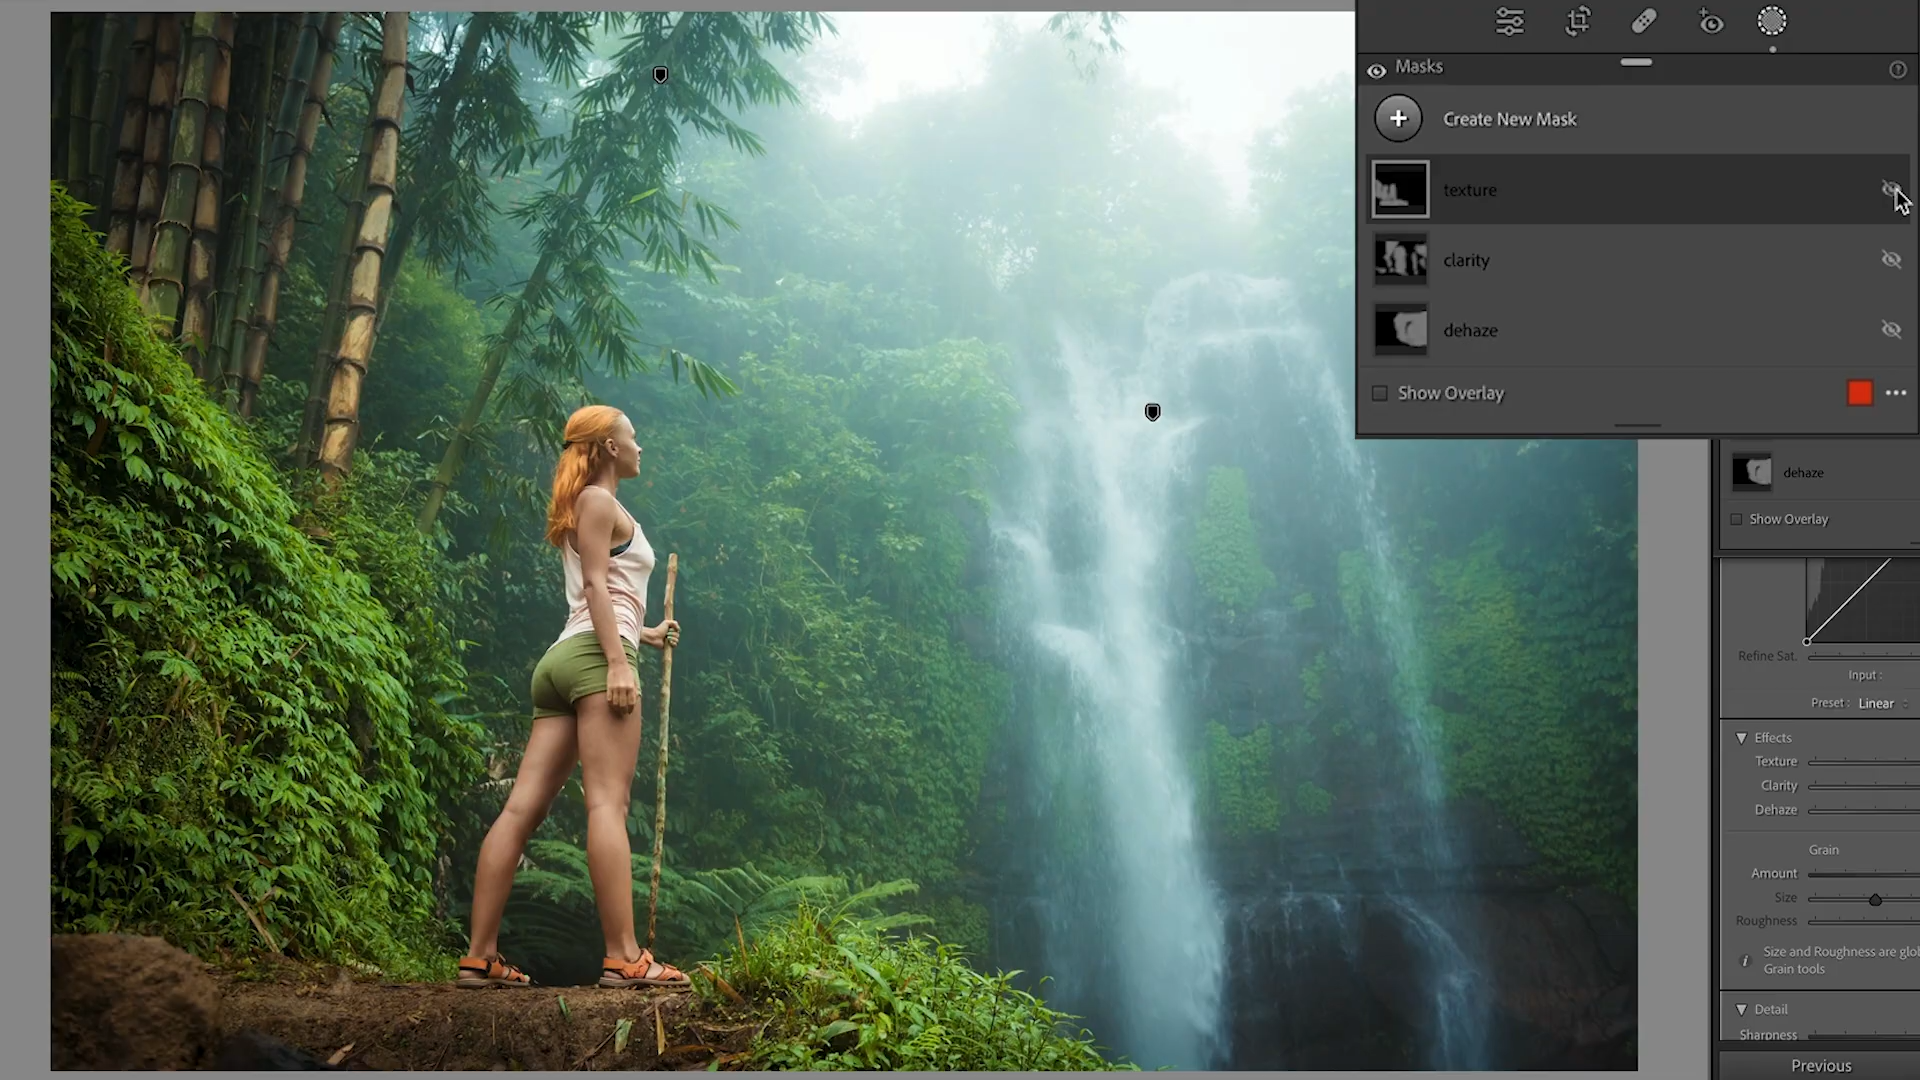 Masks
Create New Mask
texture
clarity
dehaze
Show Overlay
dehaze
Show Overlay
Refine Sat.
Input :
Preset : Linear
Effects
Texture
Clarity
Dehaze
Grain
Amount
Size
Roughness
Size and Roughness are glo
Grain tools
Detail
Sharpness
Previous